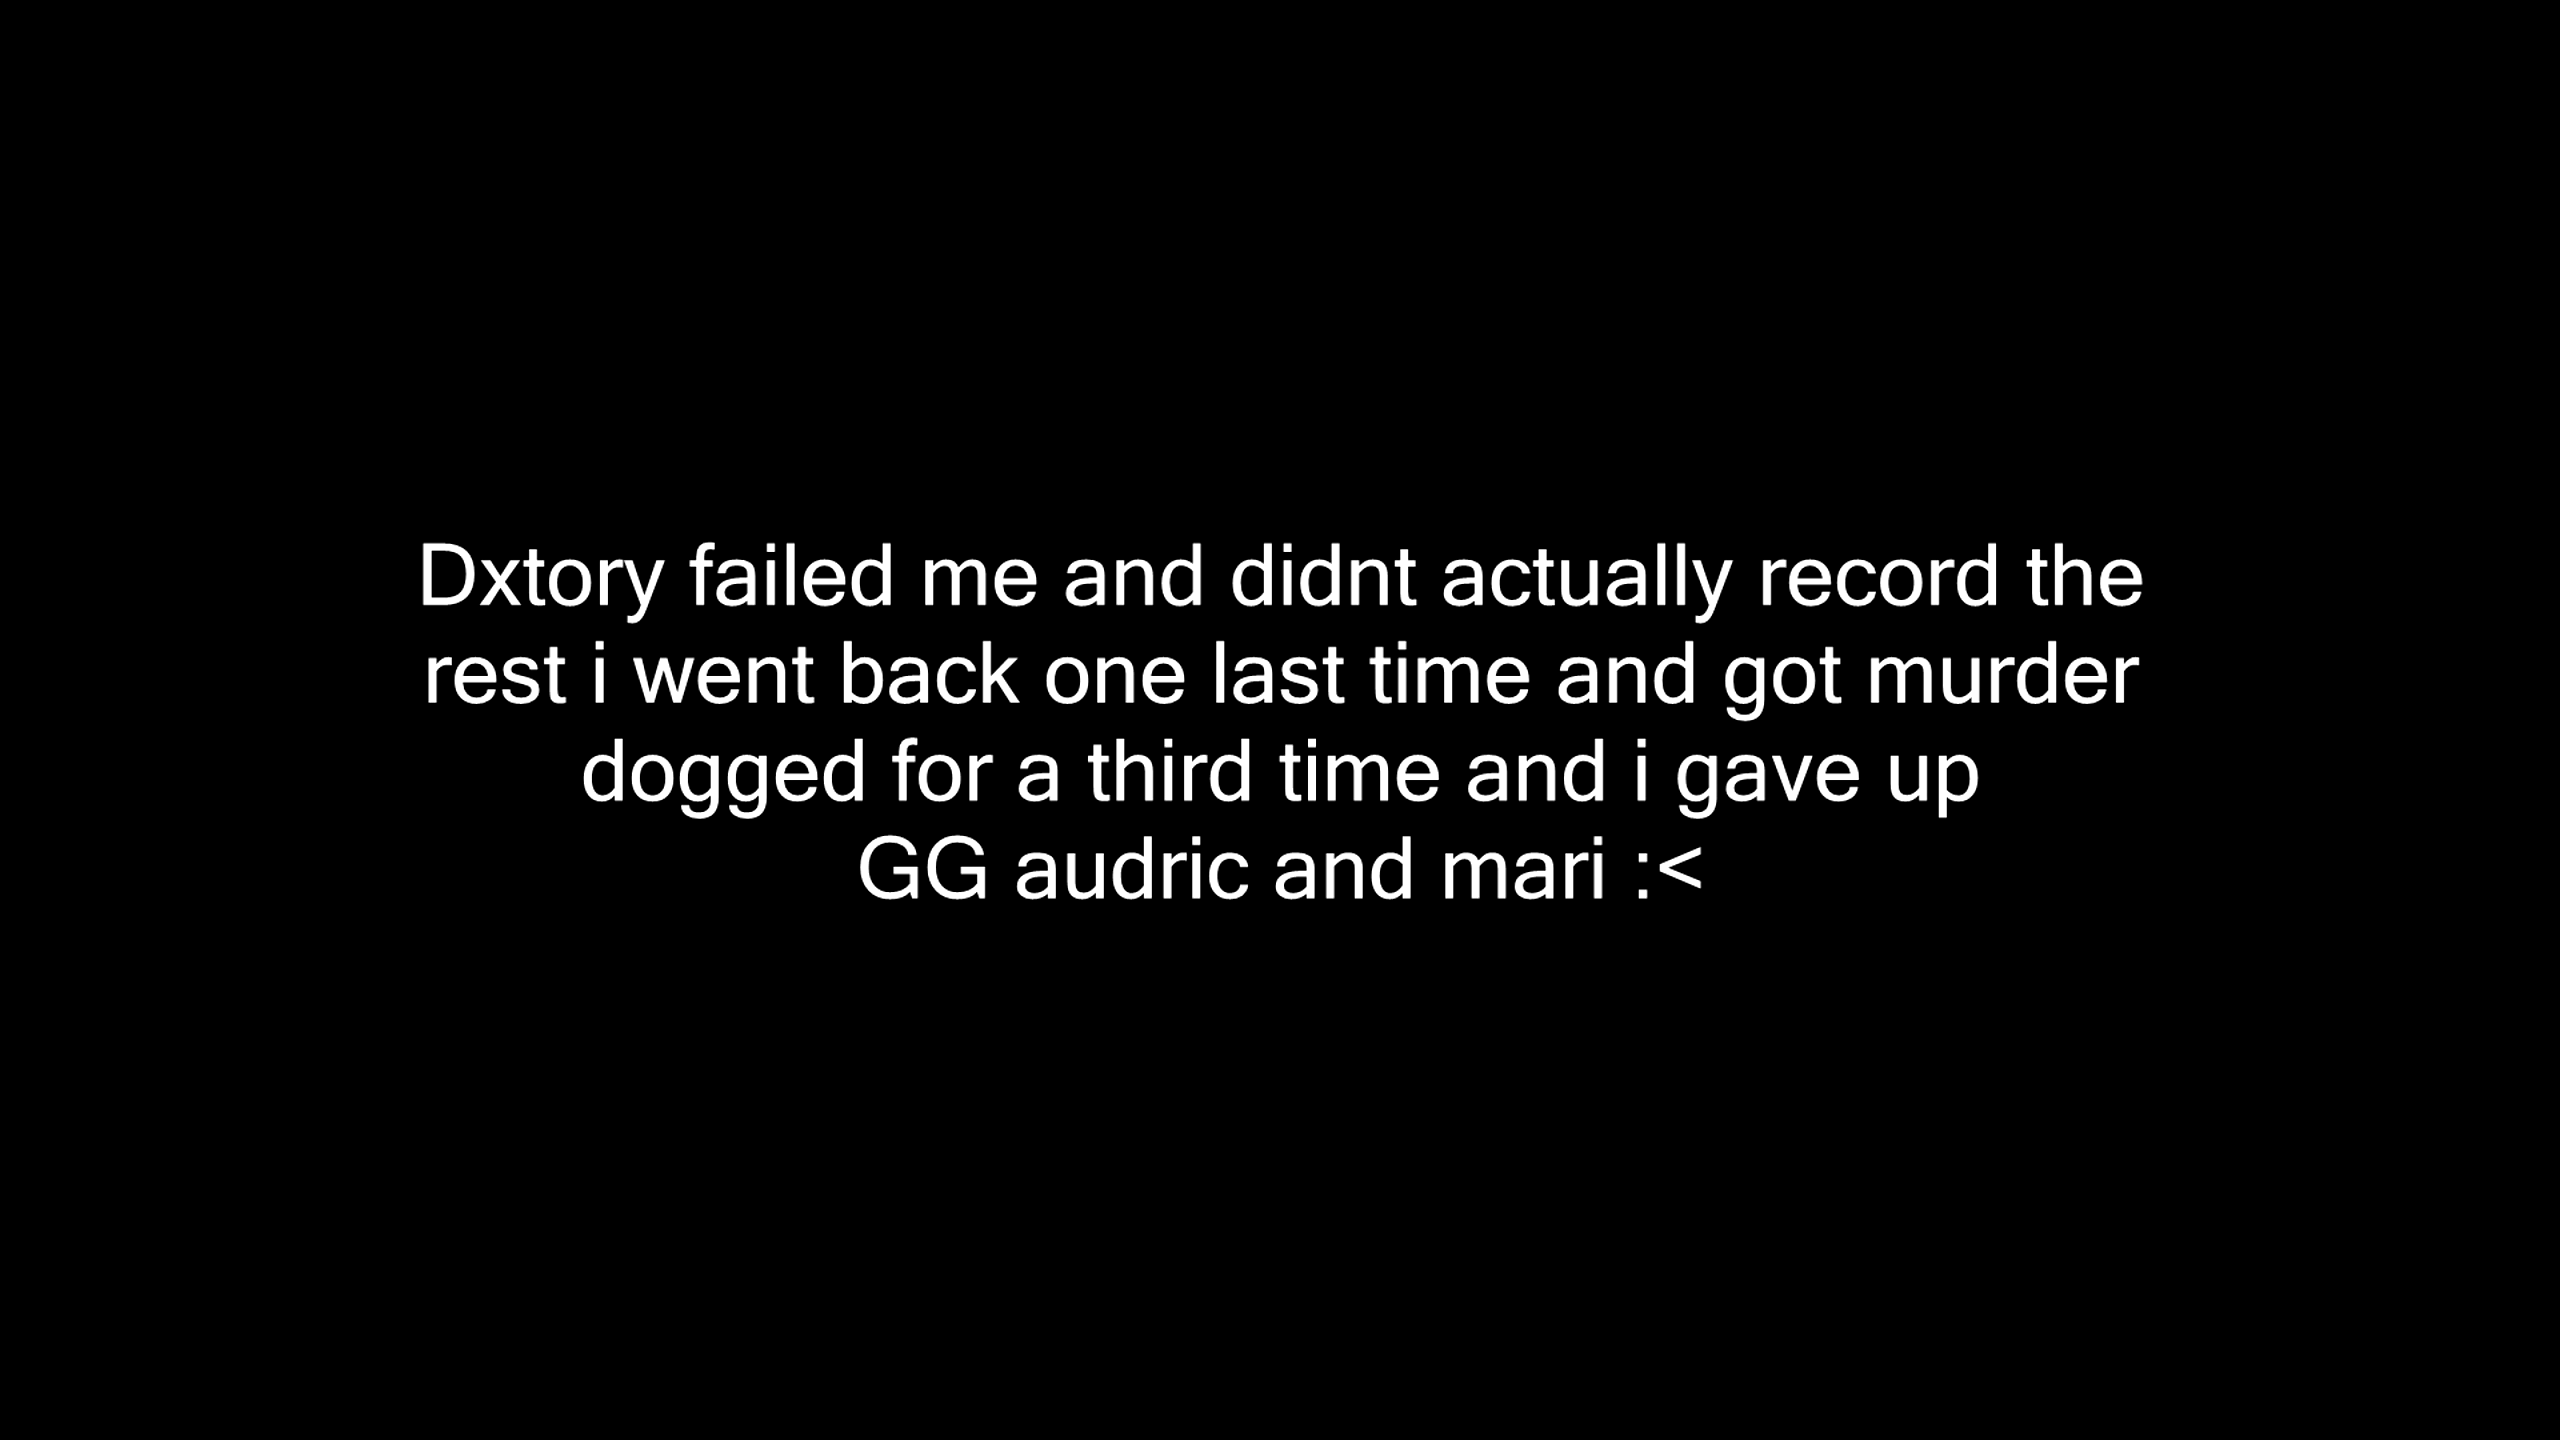 Dxtory failed me and didnt actually record the
rest i went back one last time and got murder
dogged for a third time and i gave up
GG audric and mari :<